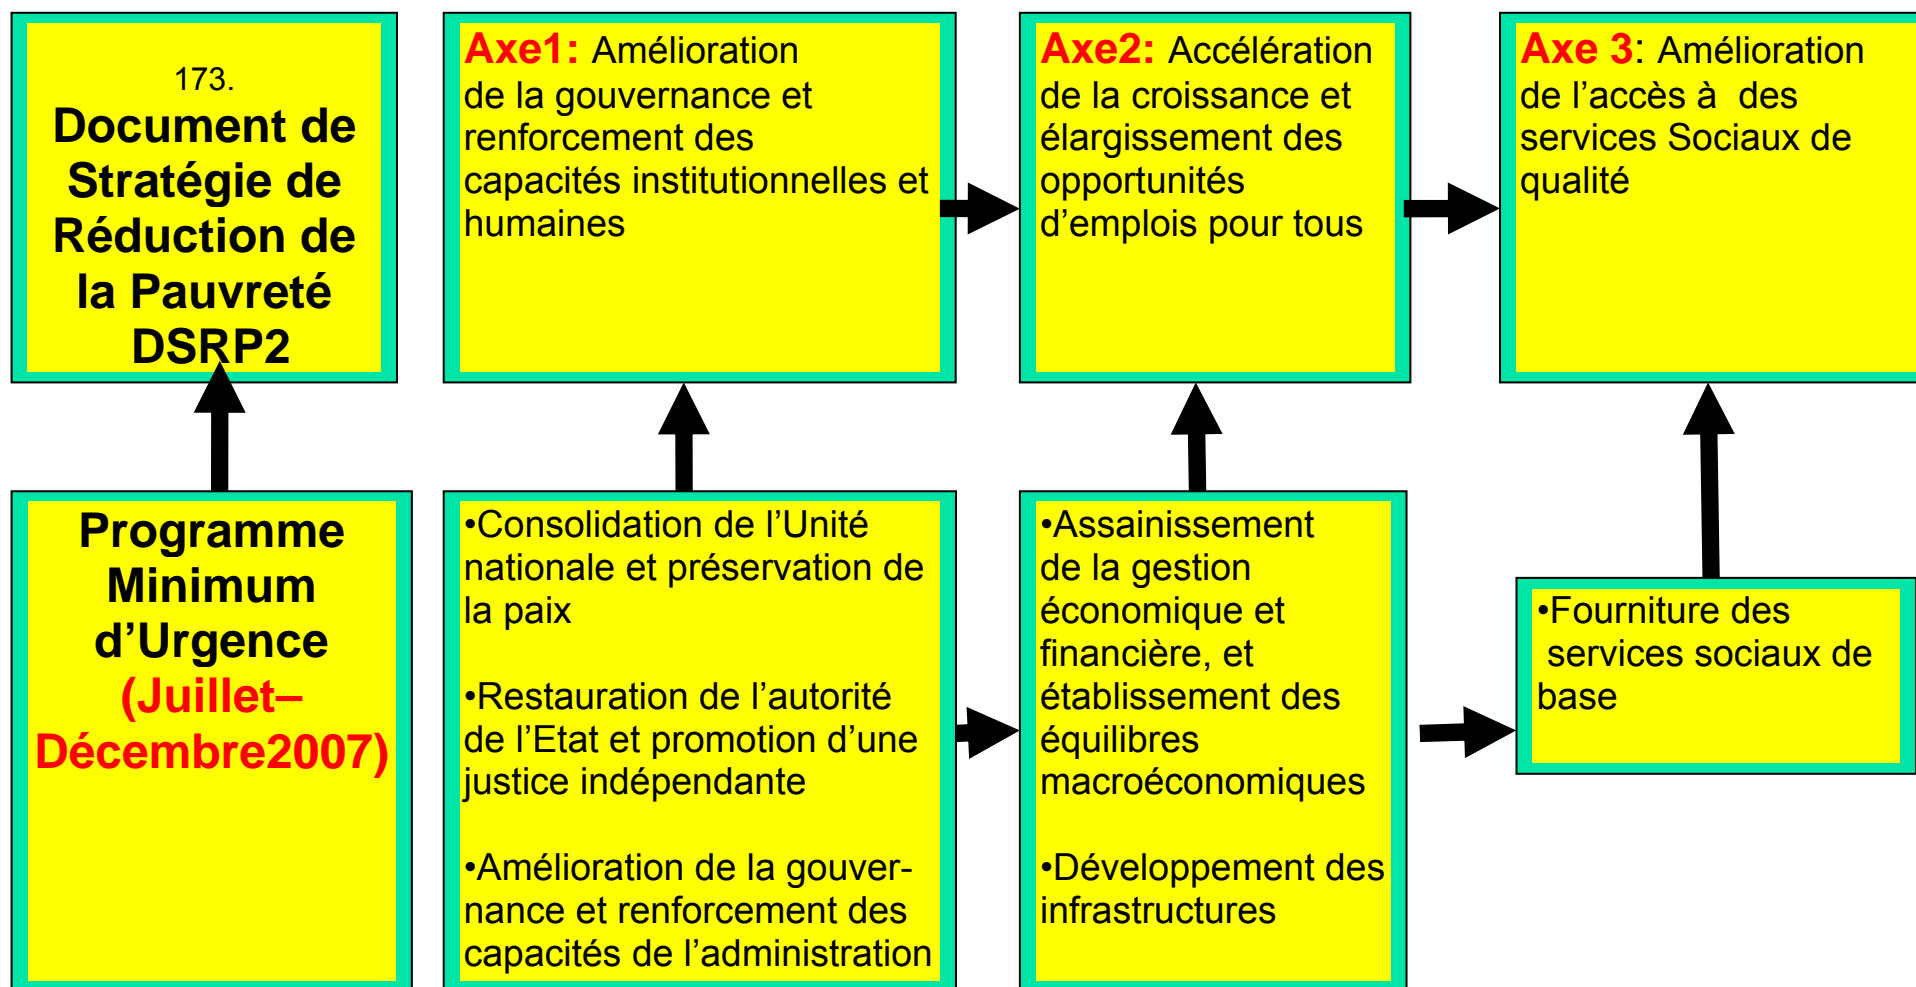 173.
Document de
Stratégie de
Réduction de
la Pauvreté
DSRP2
Axe1: Amélioration
de la gouvernance et
renforcement des
capacités institutionnelles et
humaines
Axe2: Accélération
de la croissance et
élargissement des
opportunités
d’emplois pour tous
Axe 3: Amélioration
de l’accès à des
services Sociaux de
qualité
Programme
Minimum
d’Urgence
(Juillet–
Décembre2007)
•Consolidation de l’Unité
nationale et préservation de
la paix
•Restauration de l’autorité
de l’Etat et promotion d’une
justice indépendante
•Amélioration de la gouver-
nance et renforcement des
capacités de l’administration
•Assainissement
de la gestion
économique et
financière, et
établissement des
équilibres
macroéconomiques
•Développement des
infrastructures
•Fourniture des
services sociaux de
base